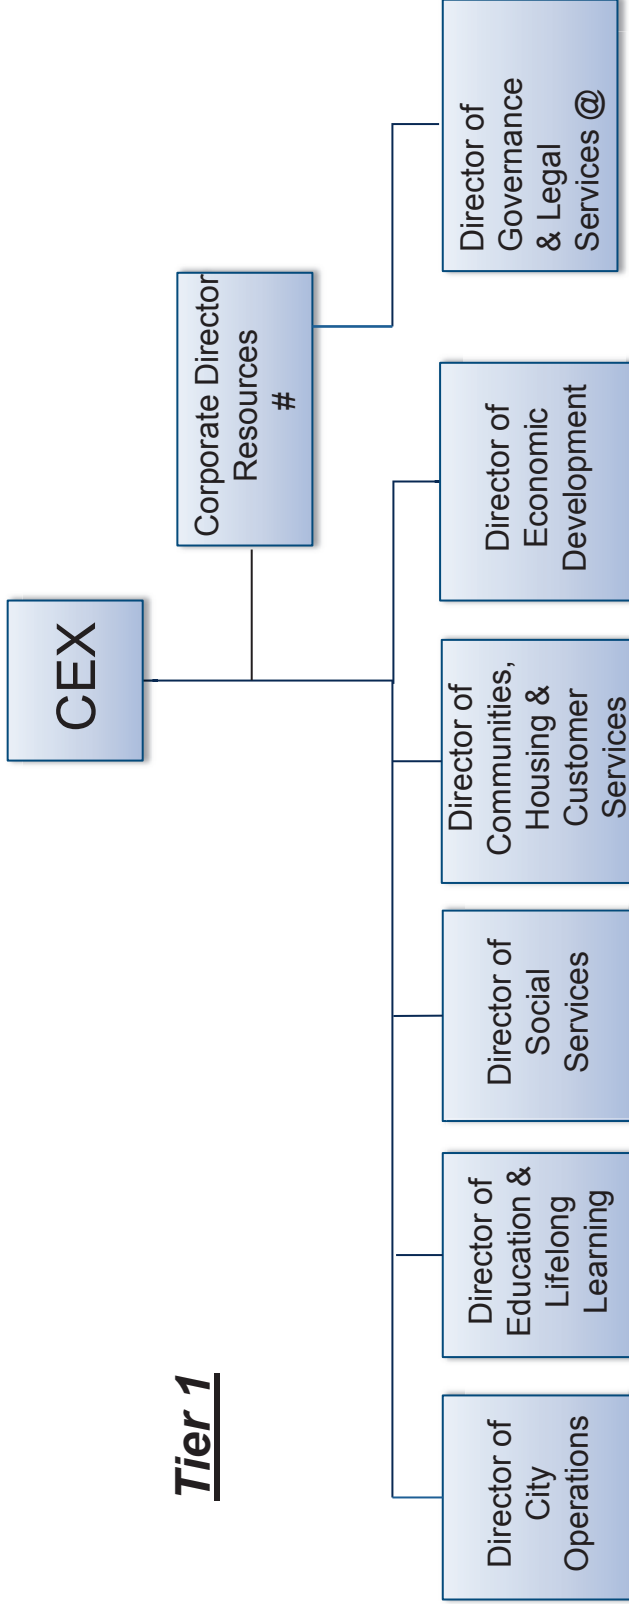 CEX
Corporate Director
Resources
#
Tier 1
Director of
City
Operations
Director of
Education &
Lifelong
Learning
Director of
Social
Services
Director of
Communities,
Housing &
Customer
Services
Director of
Economic
Development
Director of
Governance
& Legal
Services @